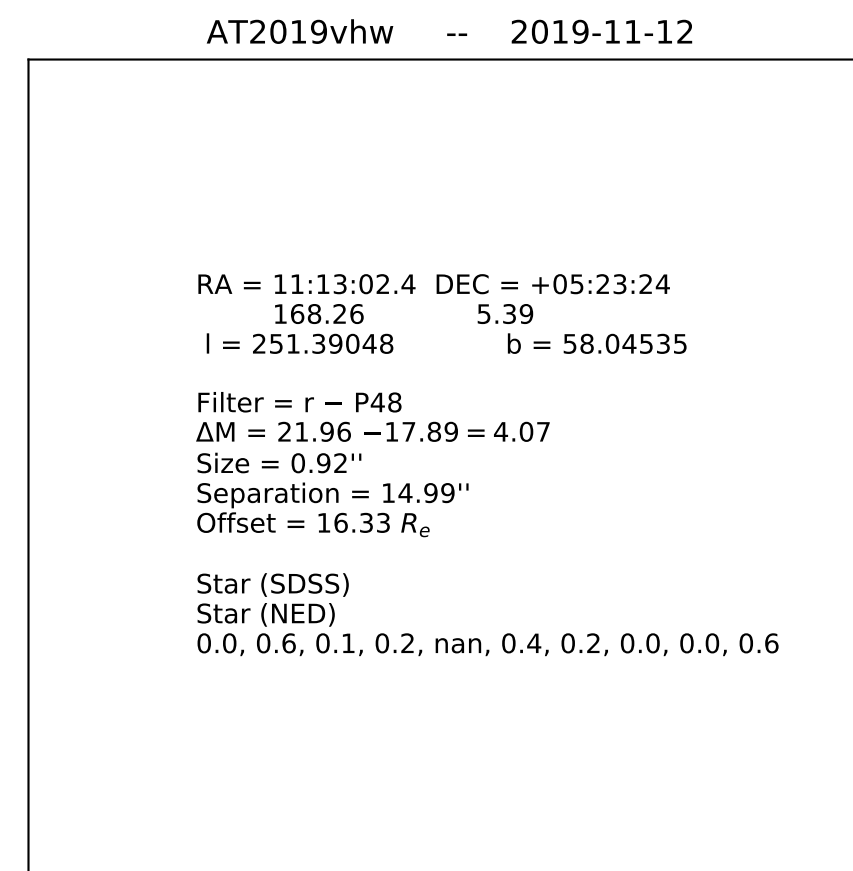 AT2019vhw -- 2019-11-12
RA = 11:13:02.4 DEC = +05:23:24
168.26 5.39
l = 251.39048 b = 58.04535
Filter = r − P48
ΔM = 21.96 −17.89 = 4.07
Size = 0.92''
Separation = 14.99''
Offset = 16.33 Rₑ
Star (SDSS)
Star (NED)
0.0, 0.6, 0.1, 0.2, nan, 0.4, 0.2, 0.0, 0.0, 0.6